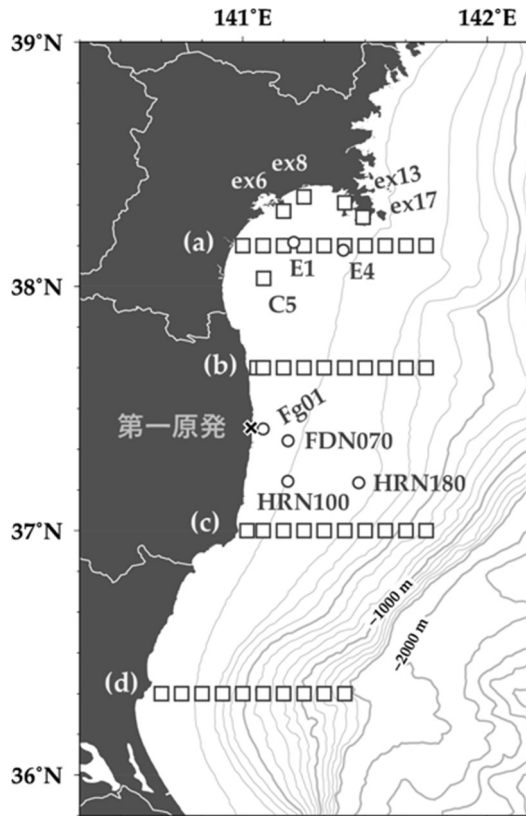 141°E
142°E
39°N
ex8
ex6
ex13
ex17
(a)
E1
E4
38°N
C5
(b)
Fg01
第一原発
FDN070
HRN180
HRN100
(c)
37°N
−1000 m
−2000 m
(d)
36°N